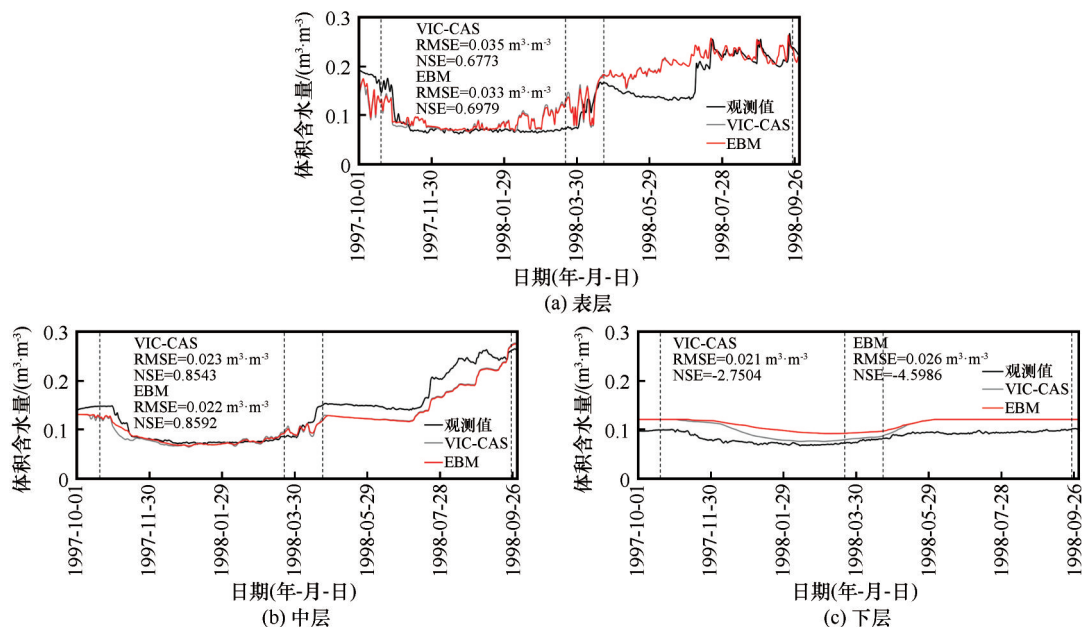 0.3
0.2
0.1
0
体积含水量/(m³·m⁻³)
VIC-CAS
RMSE=0.035 m³·m⁻³
NSE=0.6773
EBM
RMSE=0.033 m³·m⁻³
NSE=0.6979
观测值
VIC-CAS
EBM
1997-10-01
1997-11-30
1998-01-29
1998-03-30
1998-05-29
1998-07-28
1998-09-26
日期(年-月-日)
(a) 表层
0.3
0.2
0.1
0
体积含水量/(m³·m⁻³)
VIC-CAS
RMSE=0.023 m³·m⁻³
NSE=0.8543
EBM
RMSE=0.022 m³·m⁻³
NSE=0.8592
观测值
VIC-CAS
EBM
1997-10-01
1997-11-30
1998-01-29
1998-03-30
1998-05-29
1998-07-28
1998-09-26
日期(年-月-日)
(b) 中层
0.3
0.2
0.1
0
体积含水量/(m³·m⁻³)
VIC-CAS
RMSE=0.021 m³·m⁻³
NSE=-2.7504
EBM
RMSE=0.026 m³·m⁻³
NSE=-4.5986
观测值
VIC-CAS
EBM
1997-10-01
1997-11-30
1998-01-29
1998-03-30
1998-05-29
1998-07-28
1998-09-26
日期(年-月-日)
(c) 下层